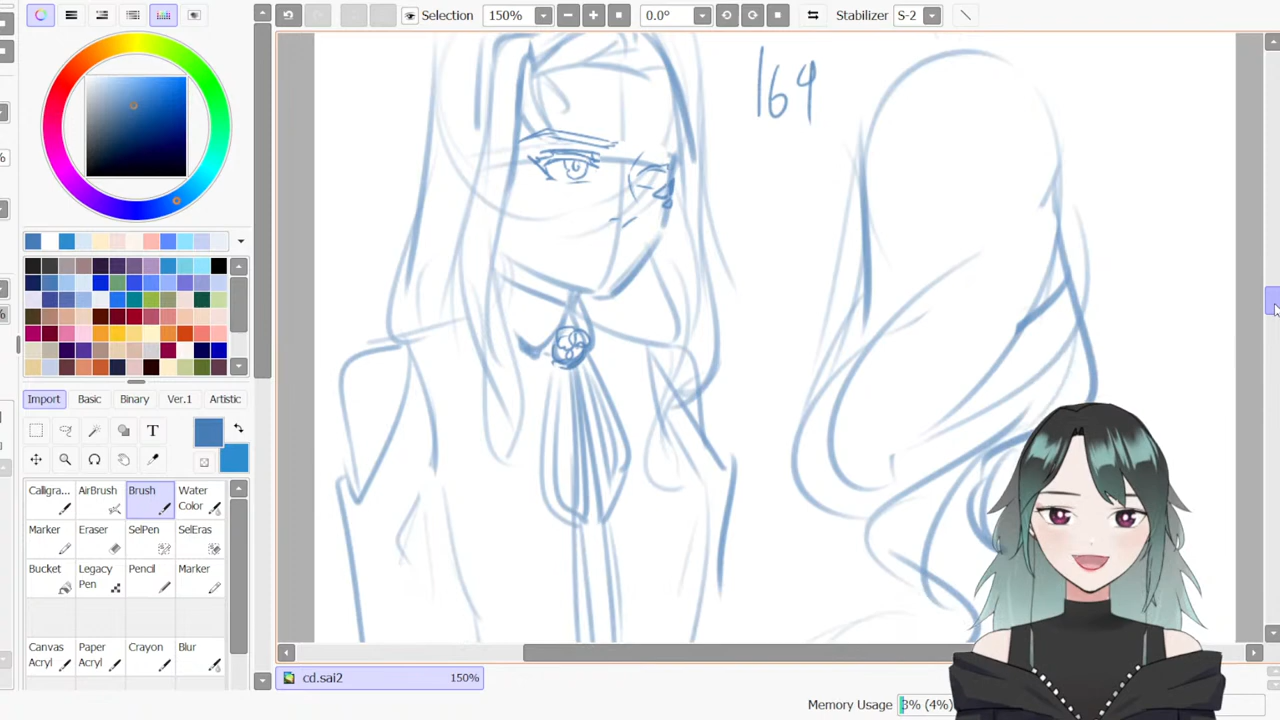 Selection 150% 0.0° Stabilizer S-2
164
Import Basic Binary Ver.1 Artistic
T
Calligra... AirBrush Brush Water Color
Marker Eraser SelPen SelEras
Bucket Legacy Pen Pencil Marker
Canvas Acryl Paper Acryl Crayon Blur
cd.sai2 150%
Memory Usage 3% (4%)